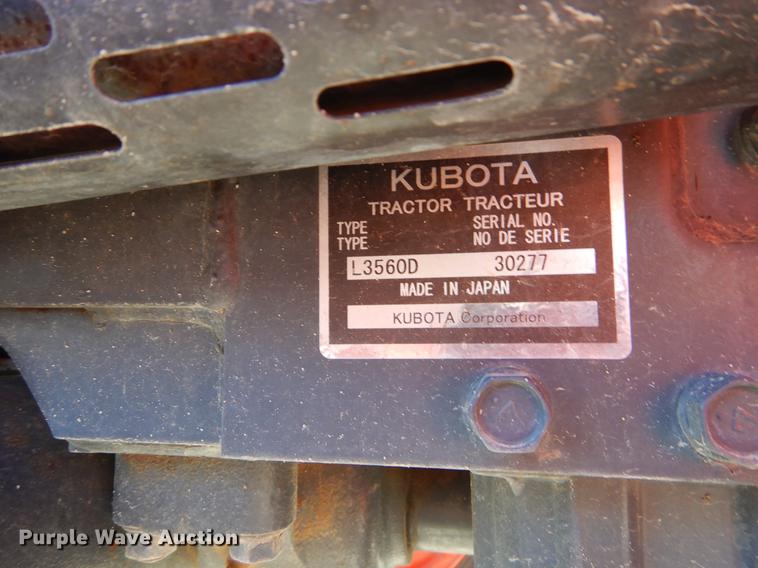 KUBOTA
TRACTOR TRACTEUR
TYPE SERIAL NO.
TYPE NO DE SERIE
L3560D 30277
MADE IN JAPAN
KUBOTA Corporation
Purple Wave Auction